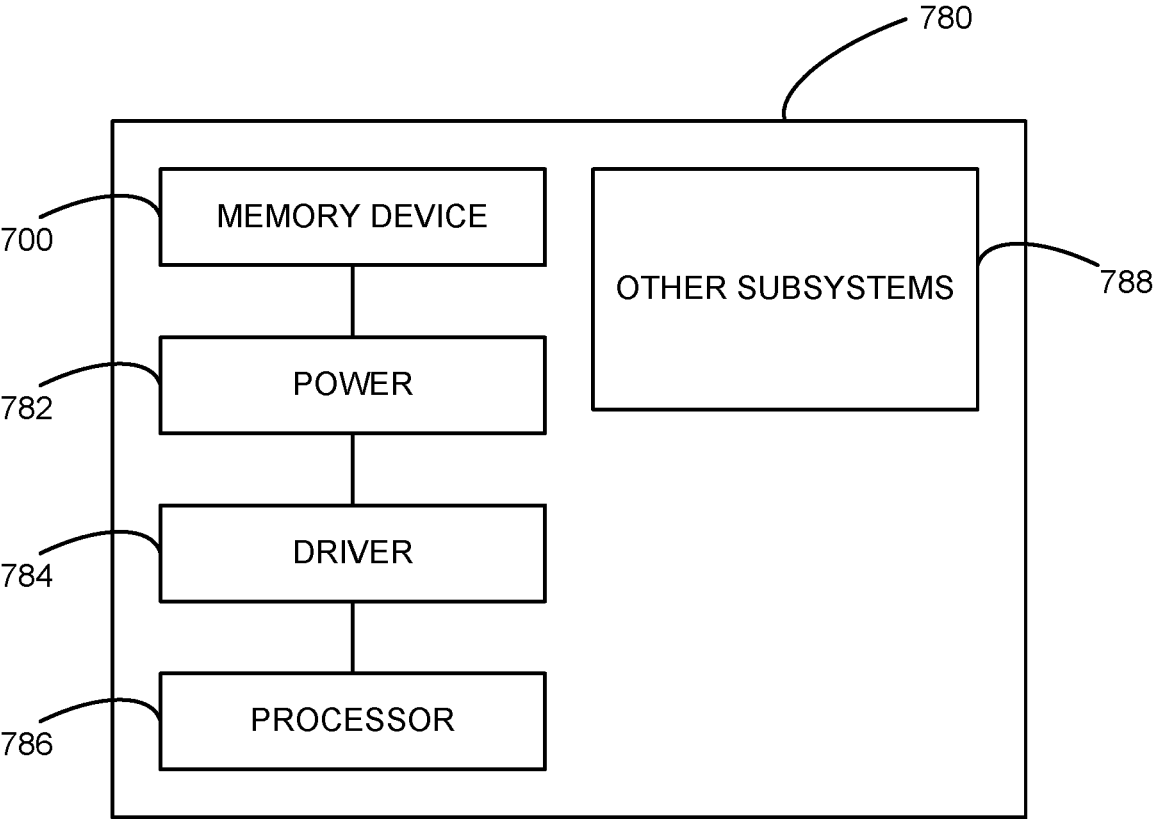 780
MEMORY DEVICE
700
OTHER SUBSYSTEMS
788
POWER
782
DRIVER
784
PROCESSOR
786